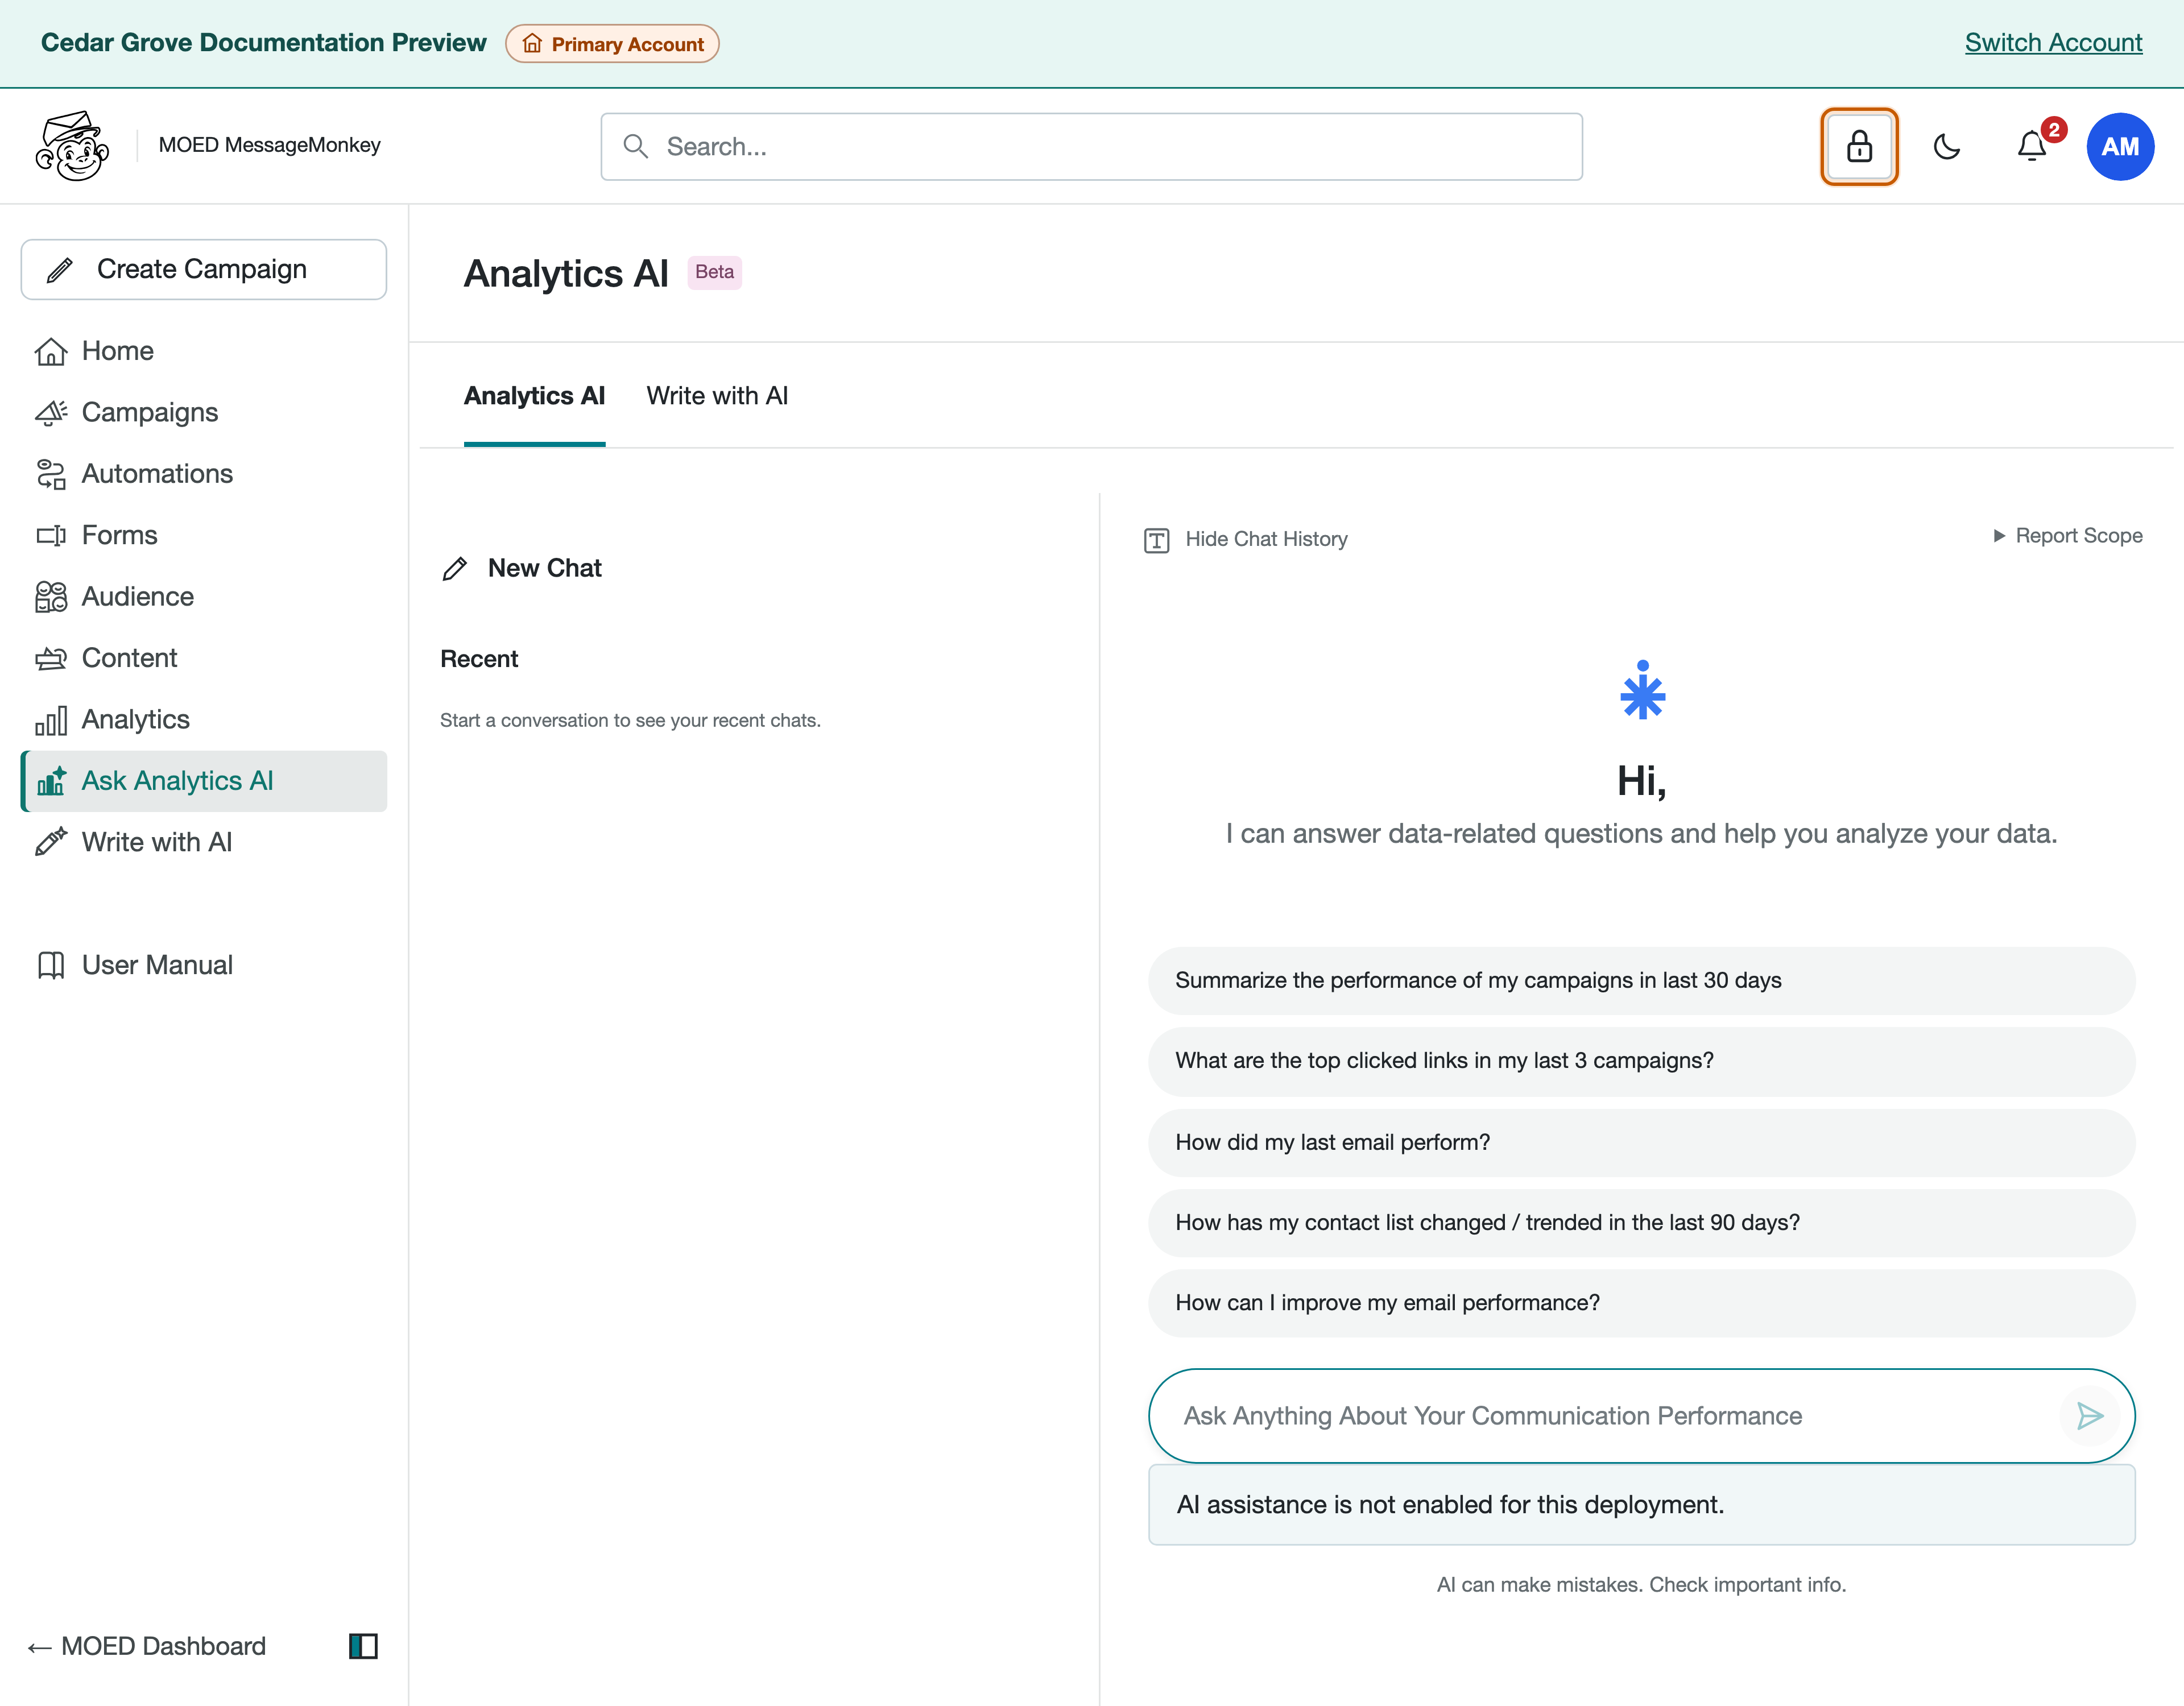 Cedar Grove Documentation Preview
Primary Account
Switch Account
MOED MessageMonkey
Search...
2
AM
Create Campaign
Home
Campaigns
Automations
Forms
Audience
Content
Analytics
Ask Analytics AI
Write with AI
User Manual
MOED Dashboard
Analytics AI
Beta
Analytics AI
Write with AI
New Chat
Recent
Start a conversation to see your recent chats.
Hide Chat History
Report Scope
Hi,
I can answer data-related questions and help you analyze your data.
Summarize the performance of my campaigns in last 30 days
What are the top clicked links in my last 3 campaigns?
How did my last email perform?
How has my contact list changed / trended in the last 90 days?
How can I improve my email performance?
Ask Anything About Your Communication Performance
AI assistance is not enabled for this deployment.
AI can make mistakes. Check important info.